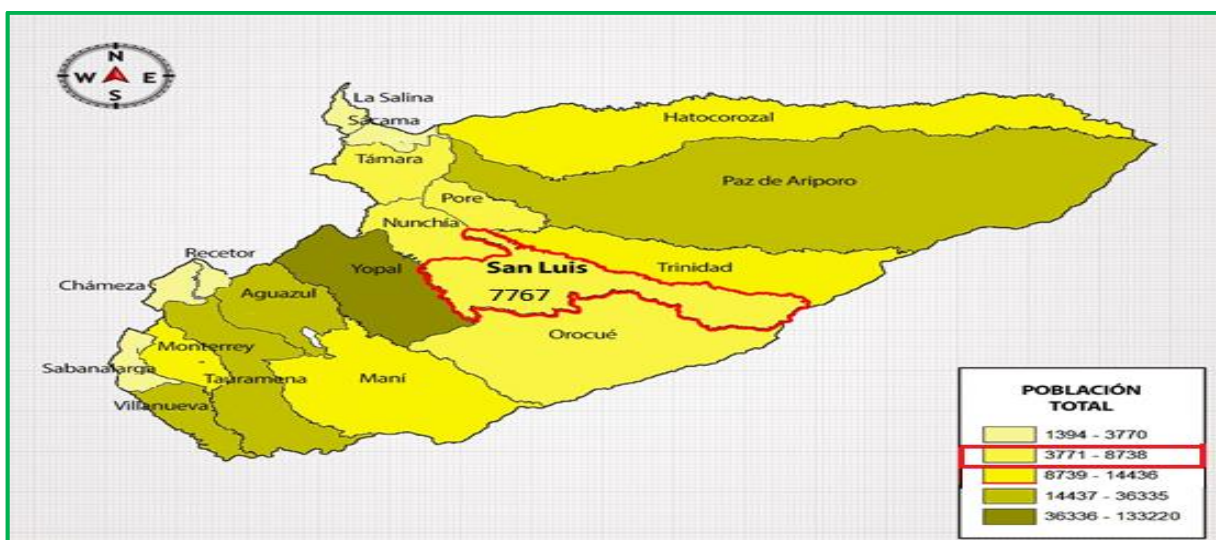 N
W E
S
La Salina
Sácama
Hatocorozal
Támara
Paz de Ariporo
Pore
Nunchía
Recetor
Yopal
San Luis
7767
Trinidad
Chámeza
Aguazul
Orocué
Monterrey
Sabanalarga
Tauramena
Maní
Villanueva
POBLACIÓN
TOTAL
1394 - 3770
3771 - 8738
8739 - 14436
14437 - 36335
36336 - 133220